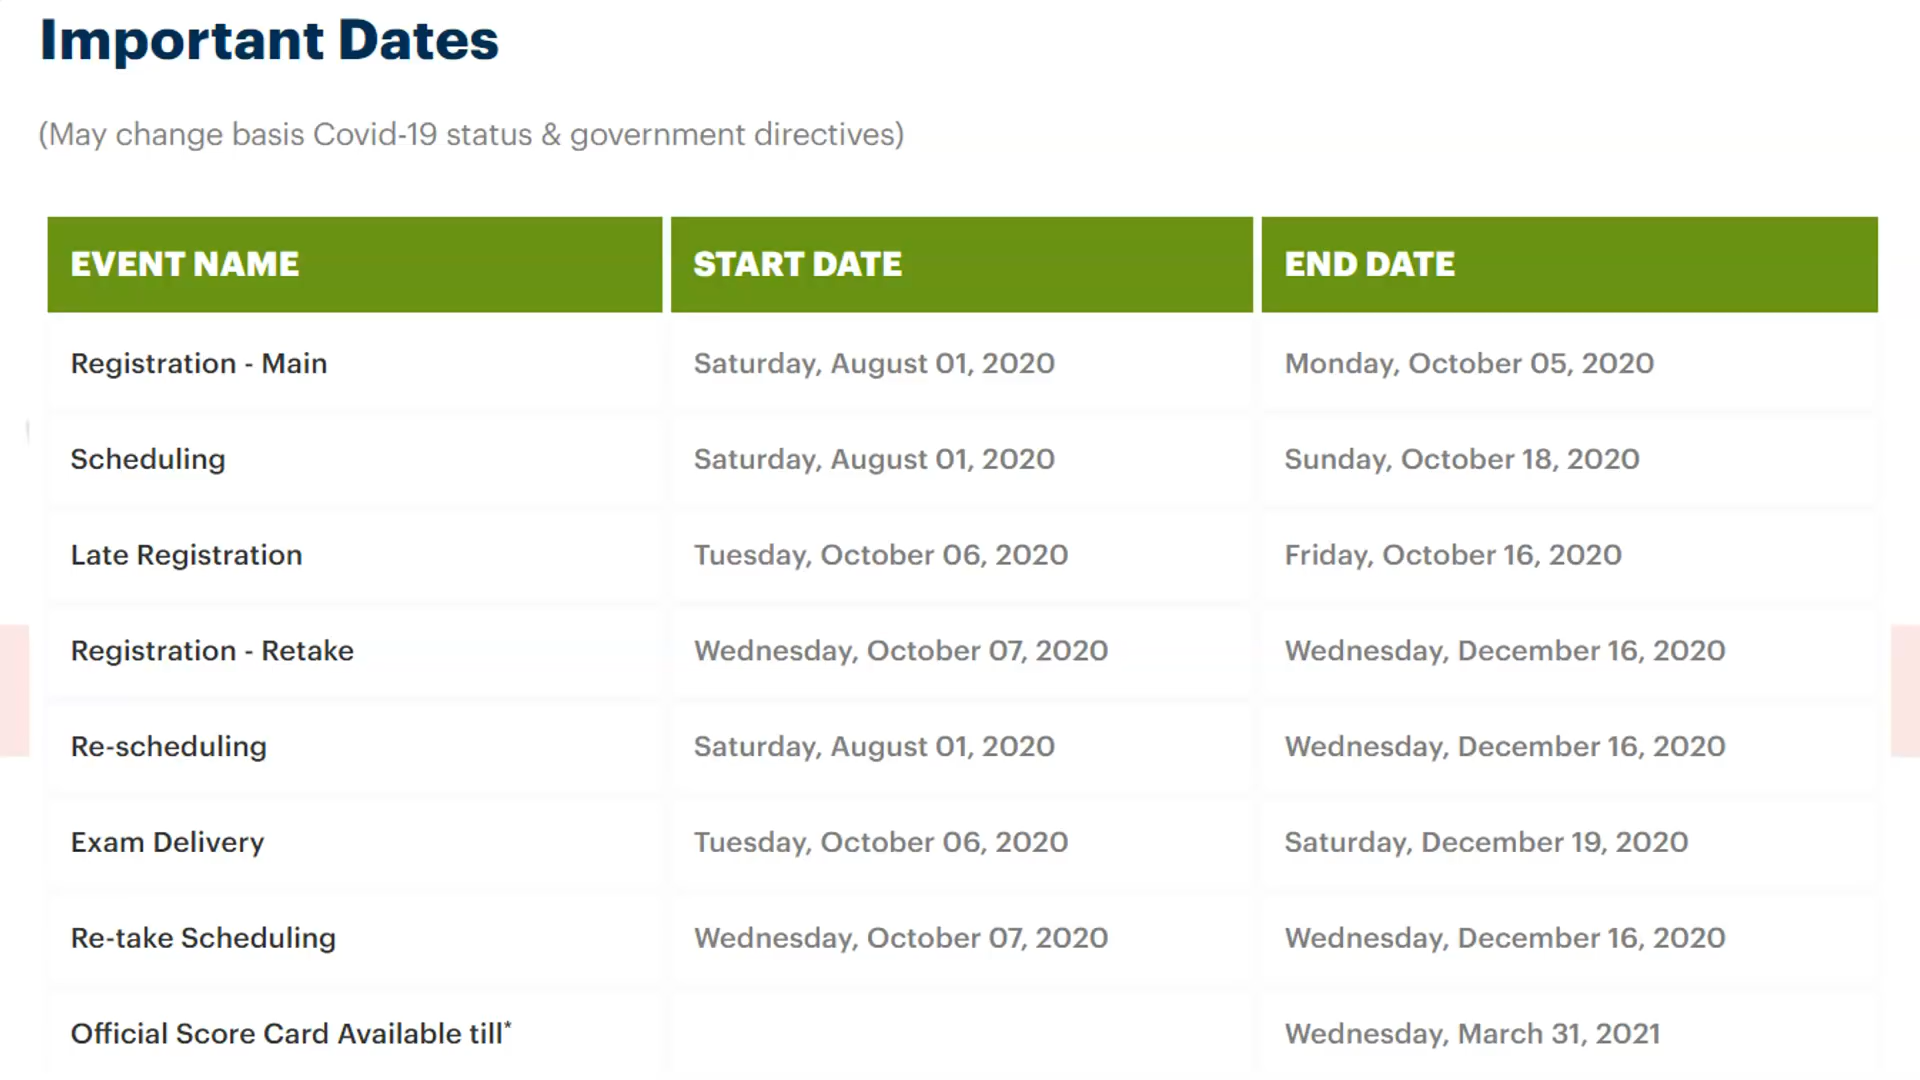 Important Dates
(May change basis Covid-19 status & government directives)
EVENT NAME START DATE END DATE
Registration - Main Saturday, August 01, 2020 Monday, October 05, 2020
Scheduling Saturday, August 01, 2020 Sunday, October 18, 2020
Late Registration Tuesday, October 06, 2020 Friday, October 16, 2020
Registration - Retake Wednesday, October 07, 2020 Wednesday, December 16, 2020
Re-scheduling Saturday, August 01, 2020 Wednesday, December 16, 2020
Exam Delivery Tuesday, October 06, 2020 Saturday, December 19, 2020
Re-take Scheduling Wednesday, October 07, 2020 Wednesday, December 16, 2020
Official Score Card Available till* Wednesday, March 31, 2021